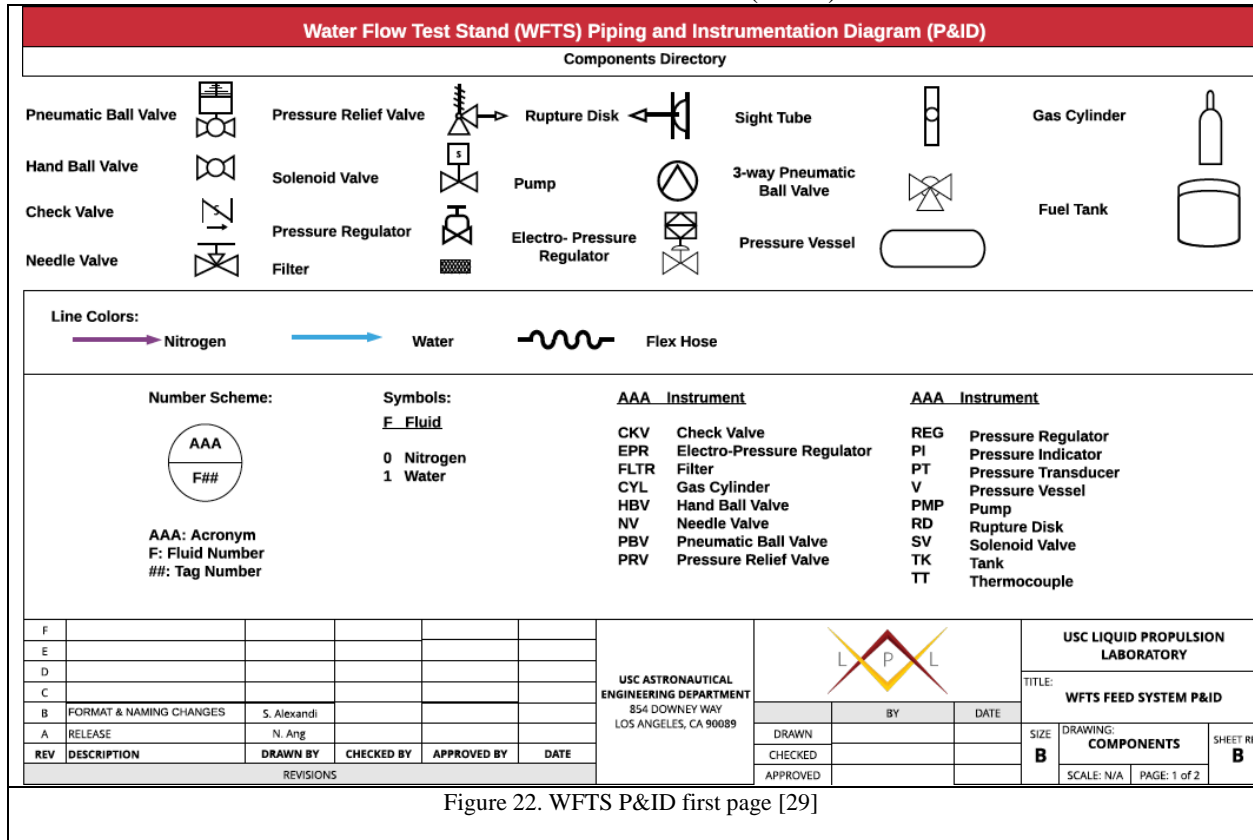 Water Flow Test Stand (WFTS) Piping and Instrumentation Diagram (P&ID)
Components Directory
Pneumatic Ball Valve
Pressure Relief Valve
Rupture Disk
Sight Tube
Gas Cylinder
Hand Ball Valve
Solenoid Valve
S
Pump
3-way Pneumatic
Ball Valve
Check Valve
S
Pressure Regulator
Electro- Pressure
Regulator
Pressure Vessel
Fuel Tank
Needle Valve
Filter
Line Colors:
Nitrogen
Water
Flex Hose
Number Scheme:
AAA
F##
AAA: Acronym
F: Fluid Number
##: Tag Number
Symbols:
F Fluid
0 Nitrogen
1 Water
AAA Instrument
CKV Check Valve
EPR Electro-Pressure Regulator
FLTR Filter
CYL Gas Cylinder
HBV Hand Ball Valve
NV Needle Valve
PBV Pneumatic Ball Valve
PRV Pressure Relief Valve
AAA Instrument
REG Pressure Regulator
PI Pressure Indicator
PT Pressure Transducer
V Pressure Vessel
PMP Pump
RD Rupture Disk
SV Solenoid Valve
TK Tank
TT Thermocouple
F
E
D
C
B FORMAT & NAMING CHANGES S. Alexandi
A RELEASE N. Ang
REV DESCRIPTION DRAWN BY CHECKED BY APPROVED BY DATE
REVISIONS
USC ASTRONAUTICAL
ENGINEERING DEPARTMENT
854 DOWNEY WAY
LOS ANGELES, CA 90089
L P L
BY DATE
DRAWN
CHECKED
APPROVED
USC LIQUID PROPULSION
LABORATORY
TITLE:
WFTS FEED SYSTEM P&ID
SIZE
B
DRAWING:
COMPONENTS
SHEET RE
B
SCALE: N/A PAGE: 1 of 2
Figure 22. WFTS P&ID first page [29]